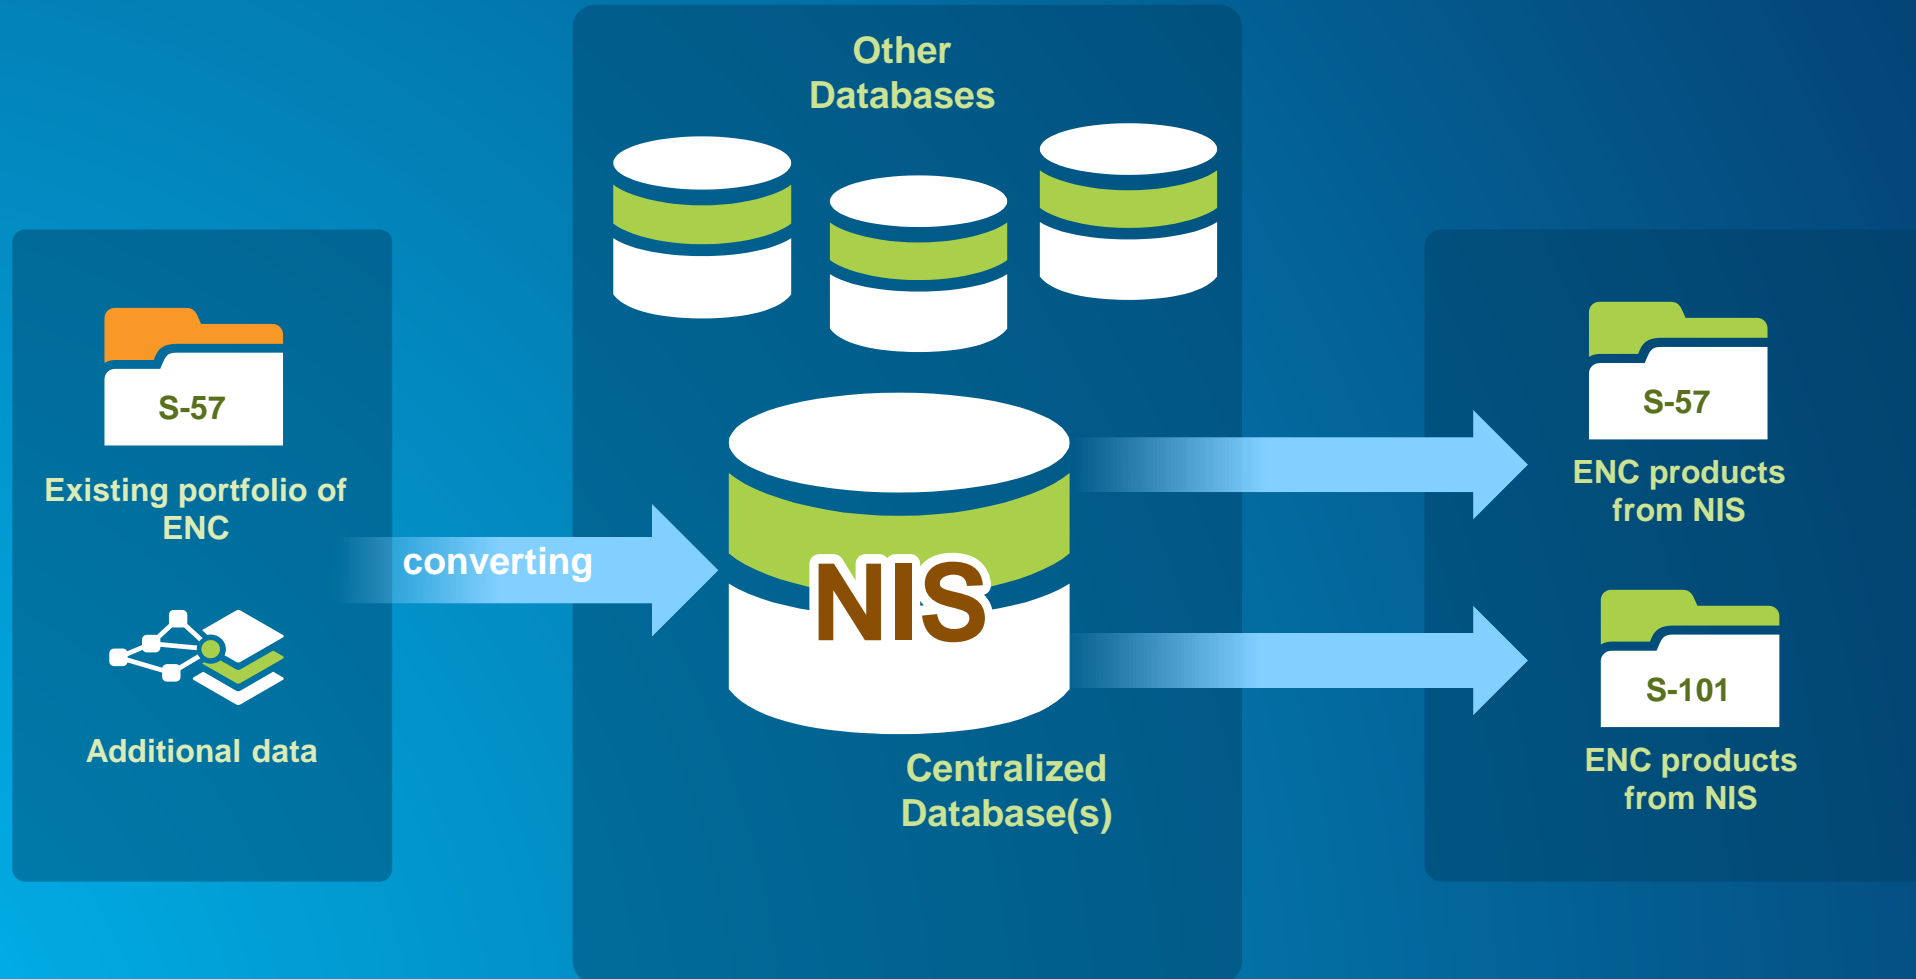 Other
Databases
S-57
Existing portfolio of
ENC
Additional data
converting
NIS
Centralized
Database(s)
S-57
ENC products
from NIS
S-101
ENC products
from NIS